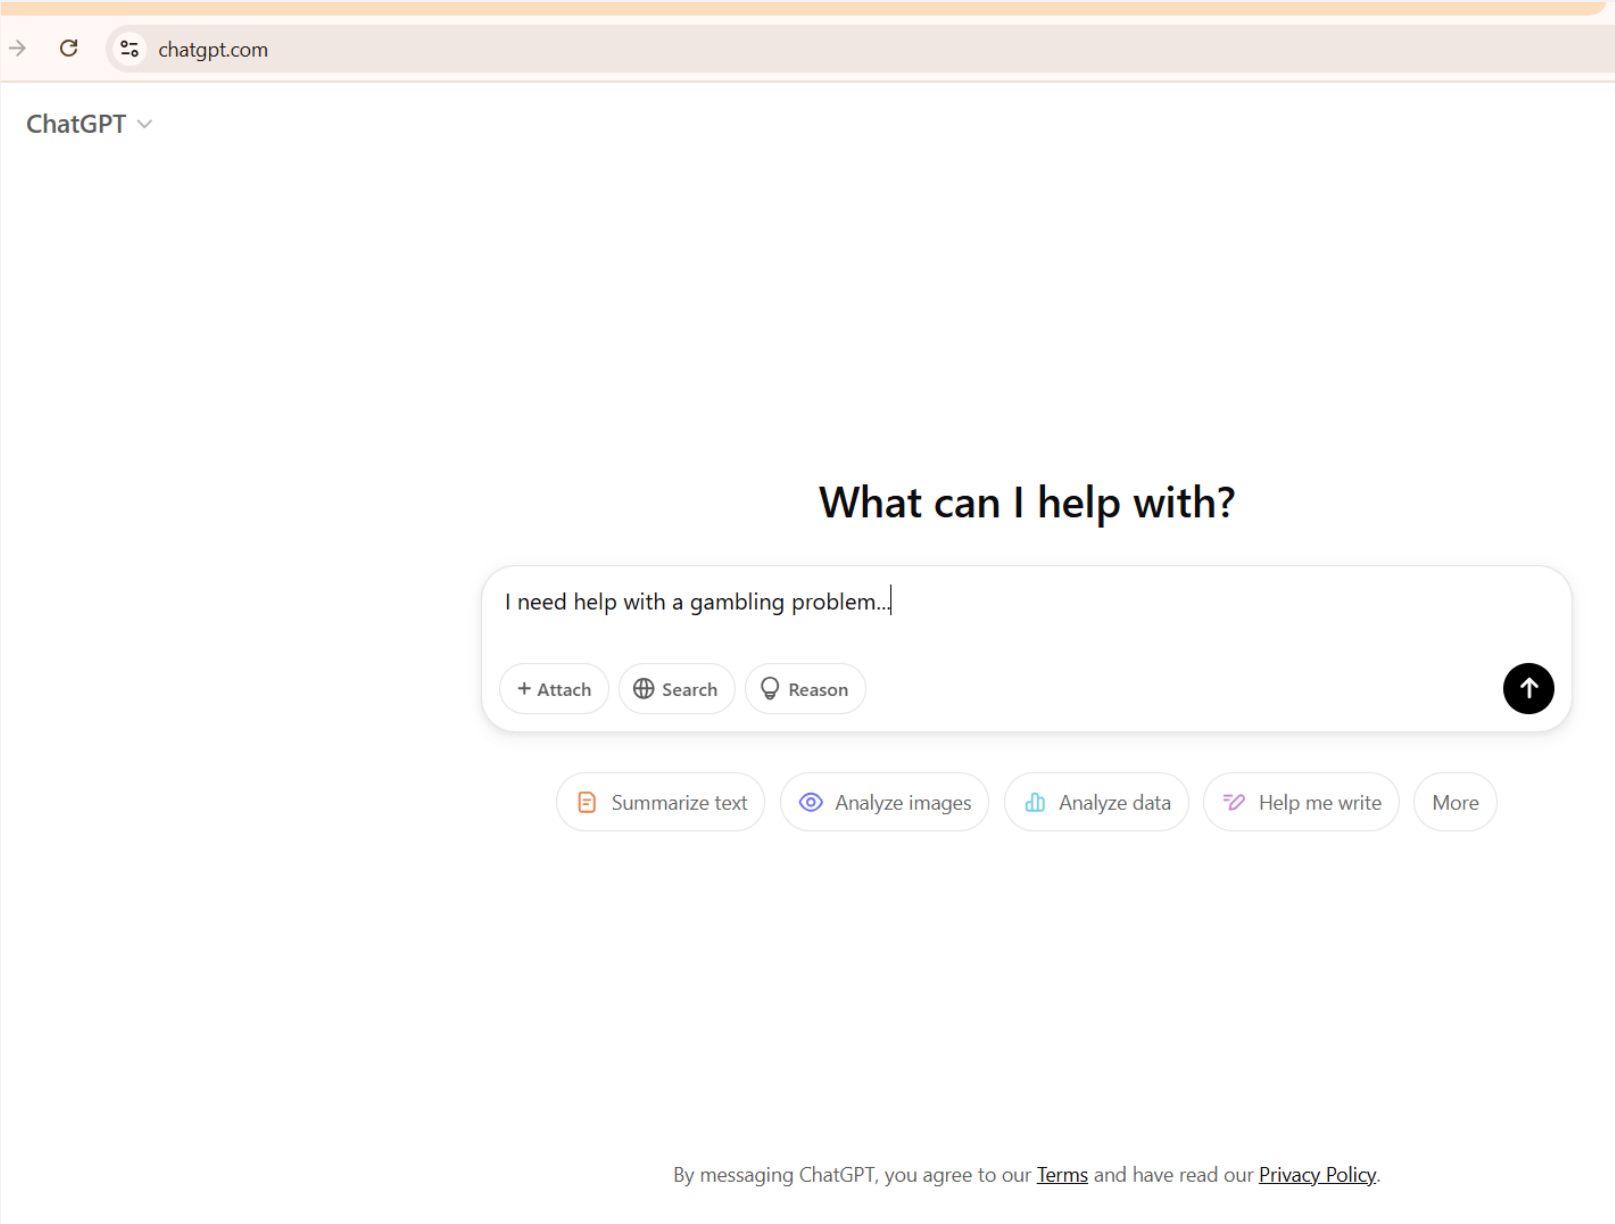 chatgpt.com
ChatGPT
What can I help with?
I need help with a gambling problem...
+ Attach Search Reason
Summarize text Analyze images Analyze data Help me write More
By messaging ChatGPT, you agree to our Terms and have read our Privacy Policy.